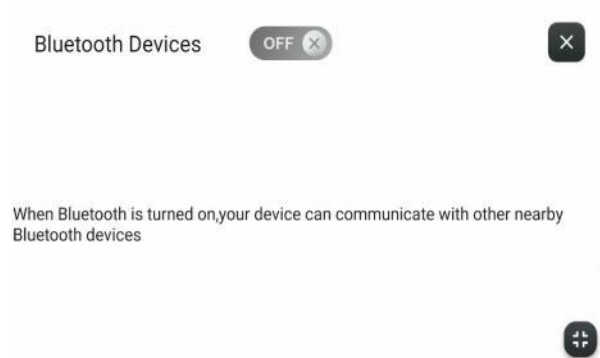 Bluetooth Devices OFF
When Bluetooth is turned on,your device can communicate with other nearby
Bluetooth devices